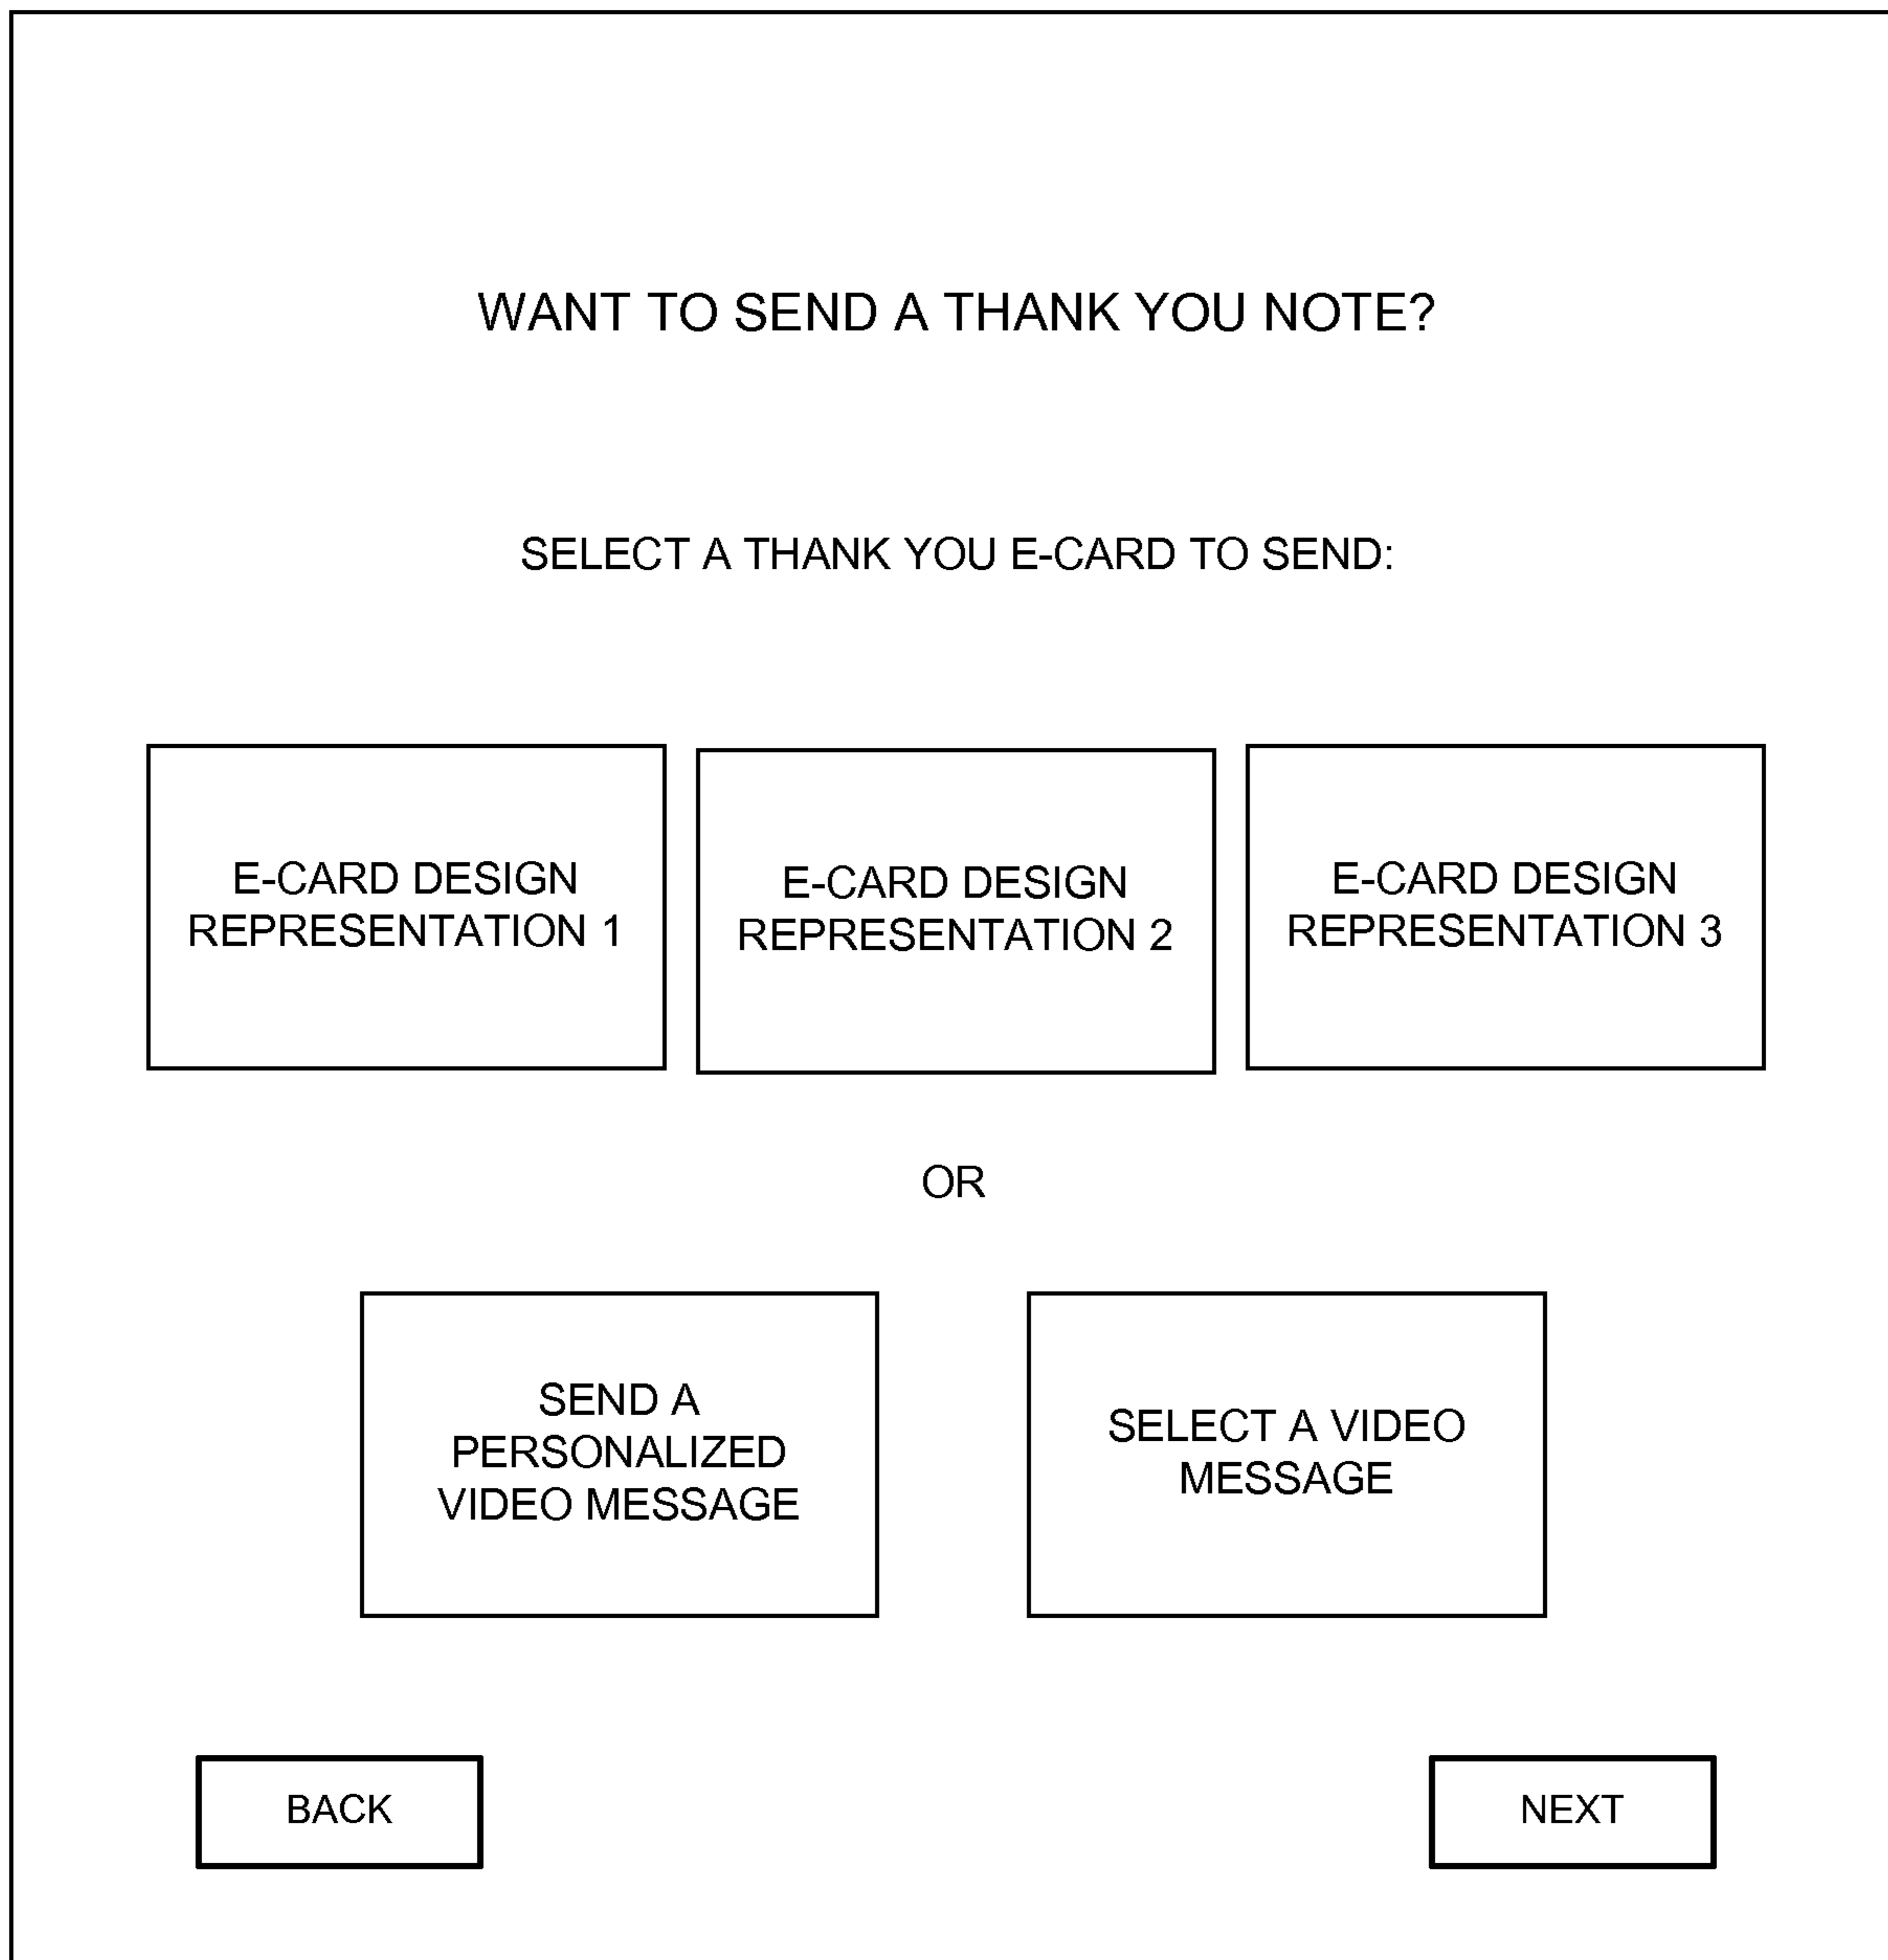 WANT TO SEND A THANK YOU NOTE?
SELECT A THANK YOU E-CARD TO SEND:
E-CARD DESIGN
REPRESENTATION 1
E-CARD DESIGN
REPRESENTATION 2
E-CARD DESIGN
REPRESENTATION 3
OR
SEND A
PERSONALIZED
VIDEO MESSAGE
SELECT A VIDEO
MESSAGE
BACK
NEXT